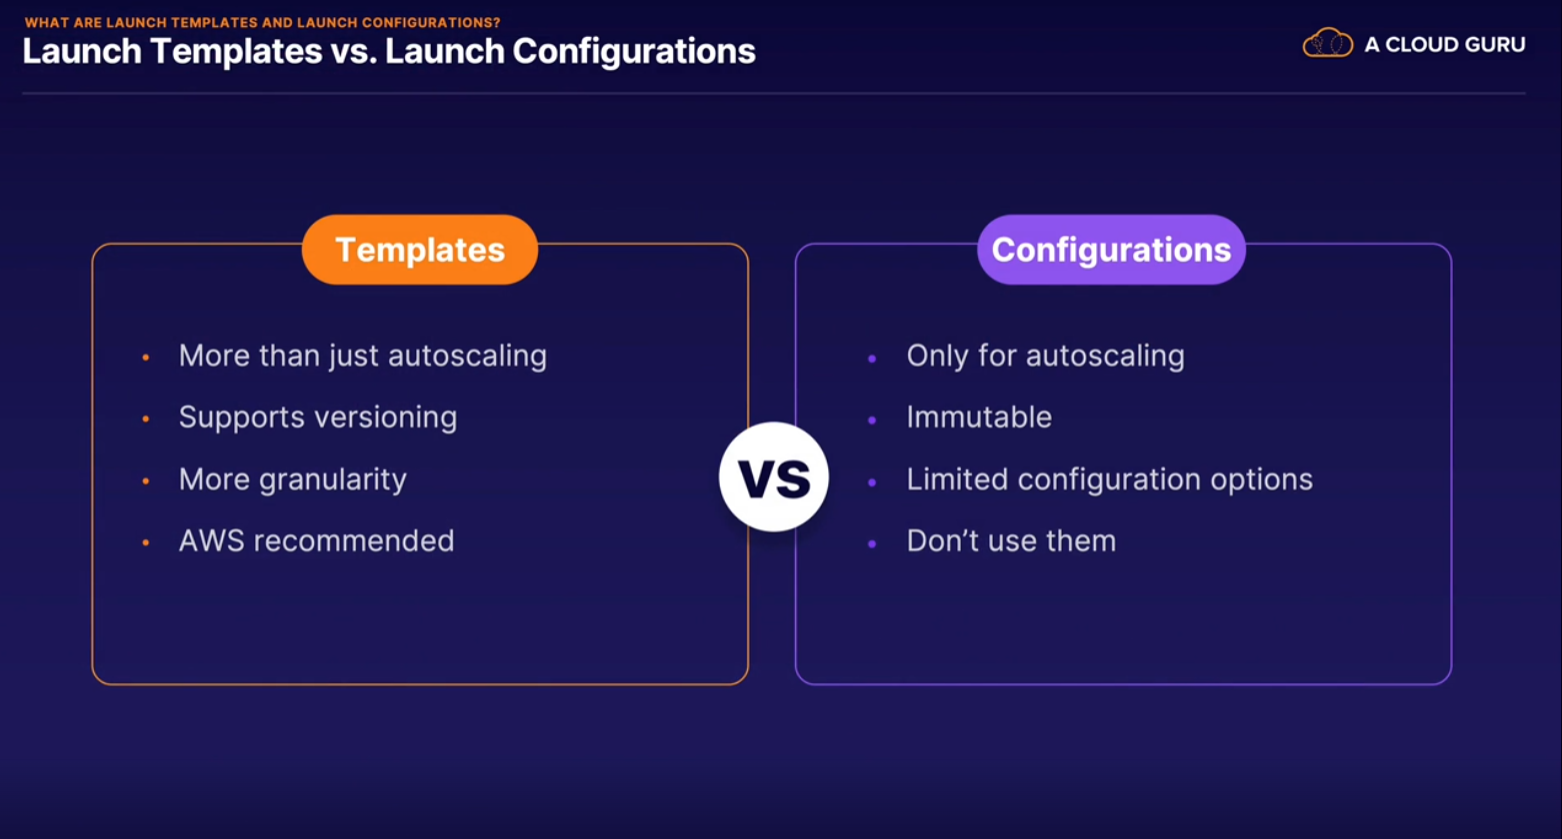 WHAT ARE LAUNCH TEMPLATES AND LAUNCH CONFIGURATIONS?
Launch Templates vs. Launch Configurations
A CLOUD GURU
Templates
• More than just autoscaling
• Supports versioning
• More granularity
• AWS recommended
VS
Configurations
• Only for autoscaling
• Immutable
• Limited configuration options
• Don’t use them